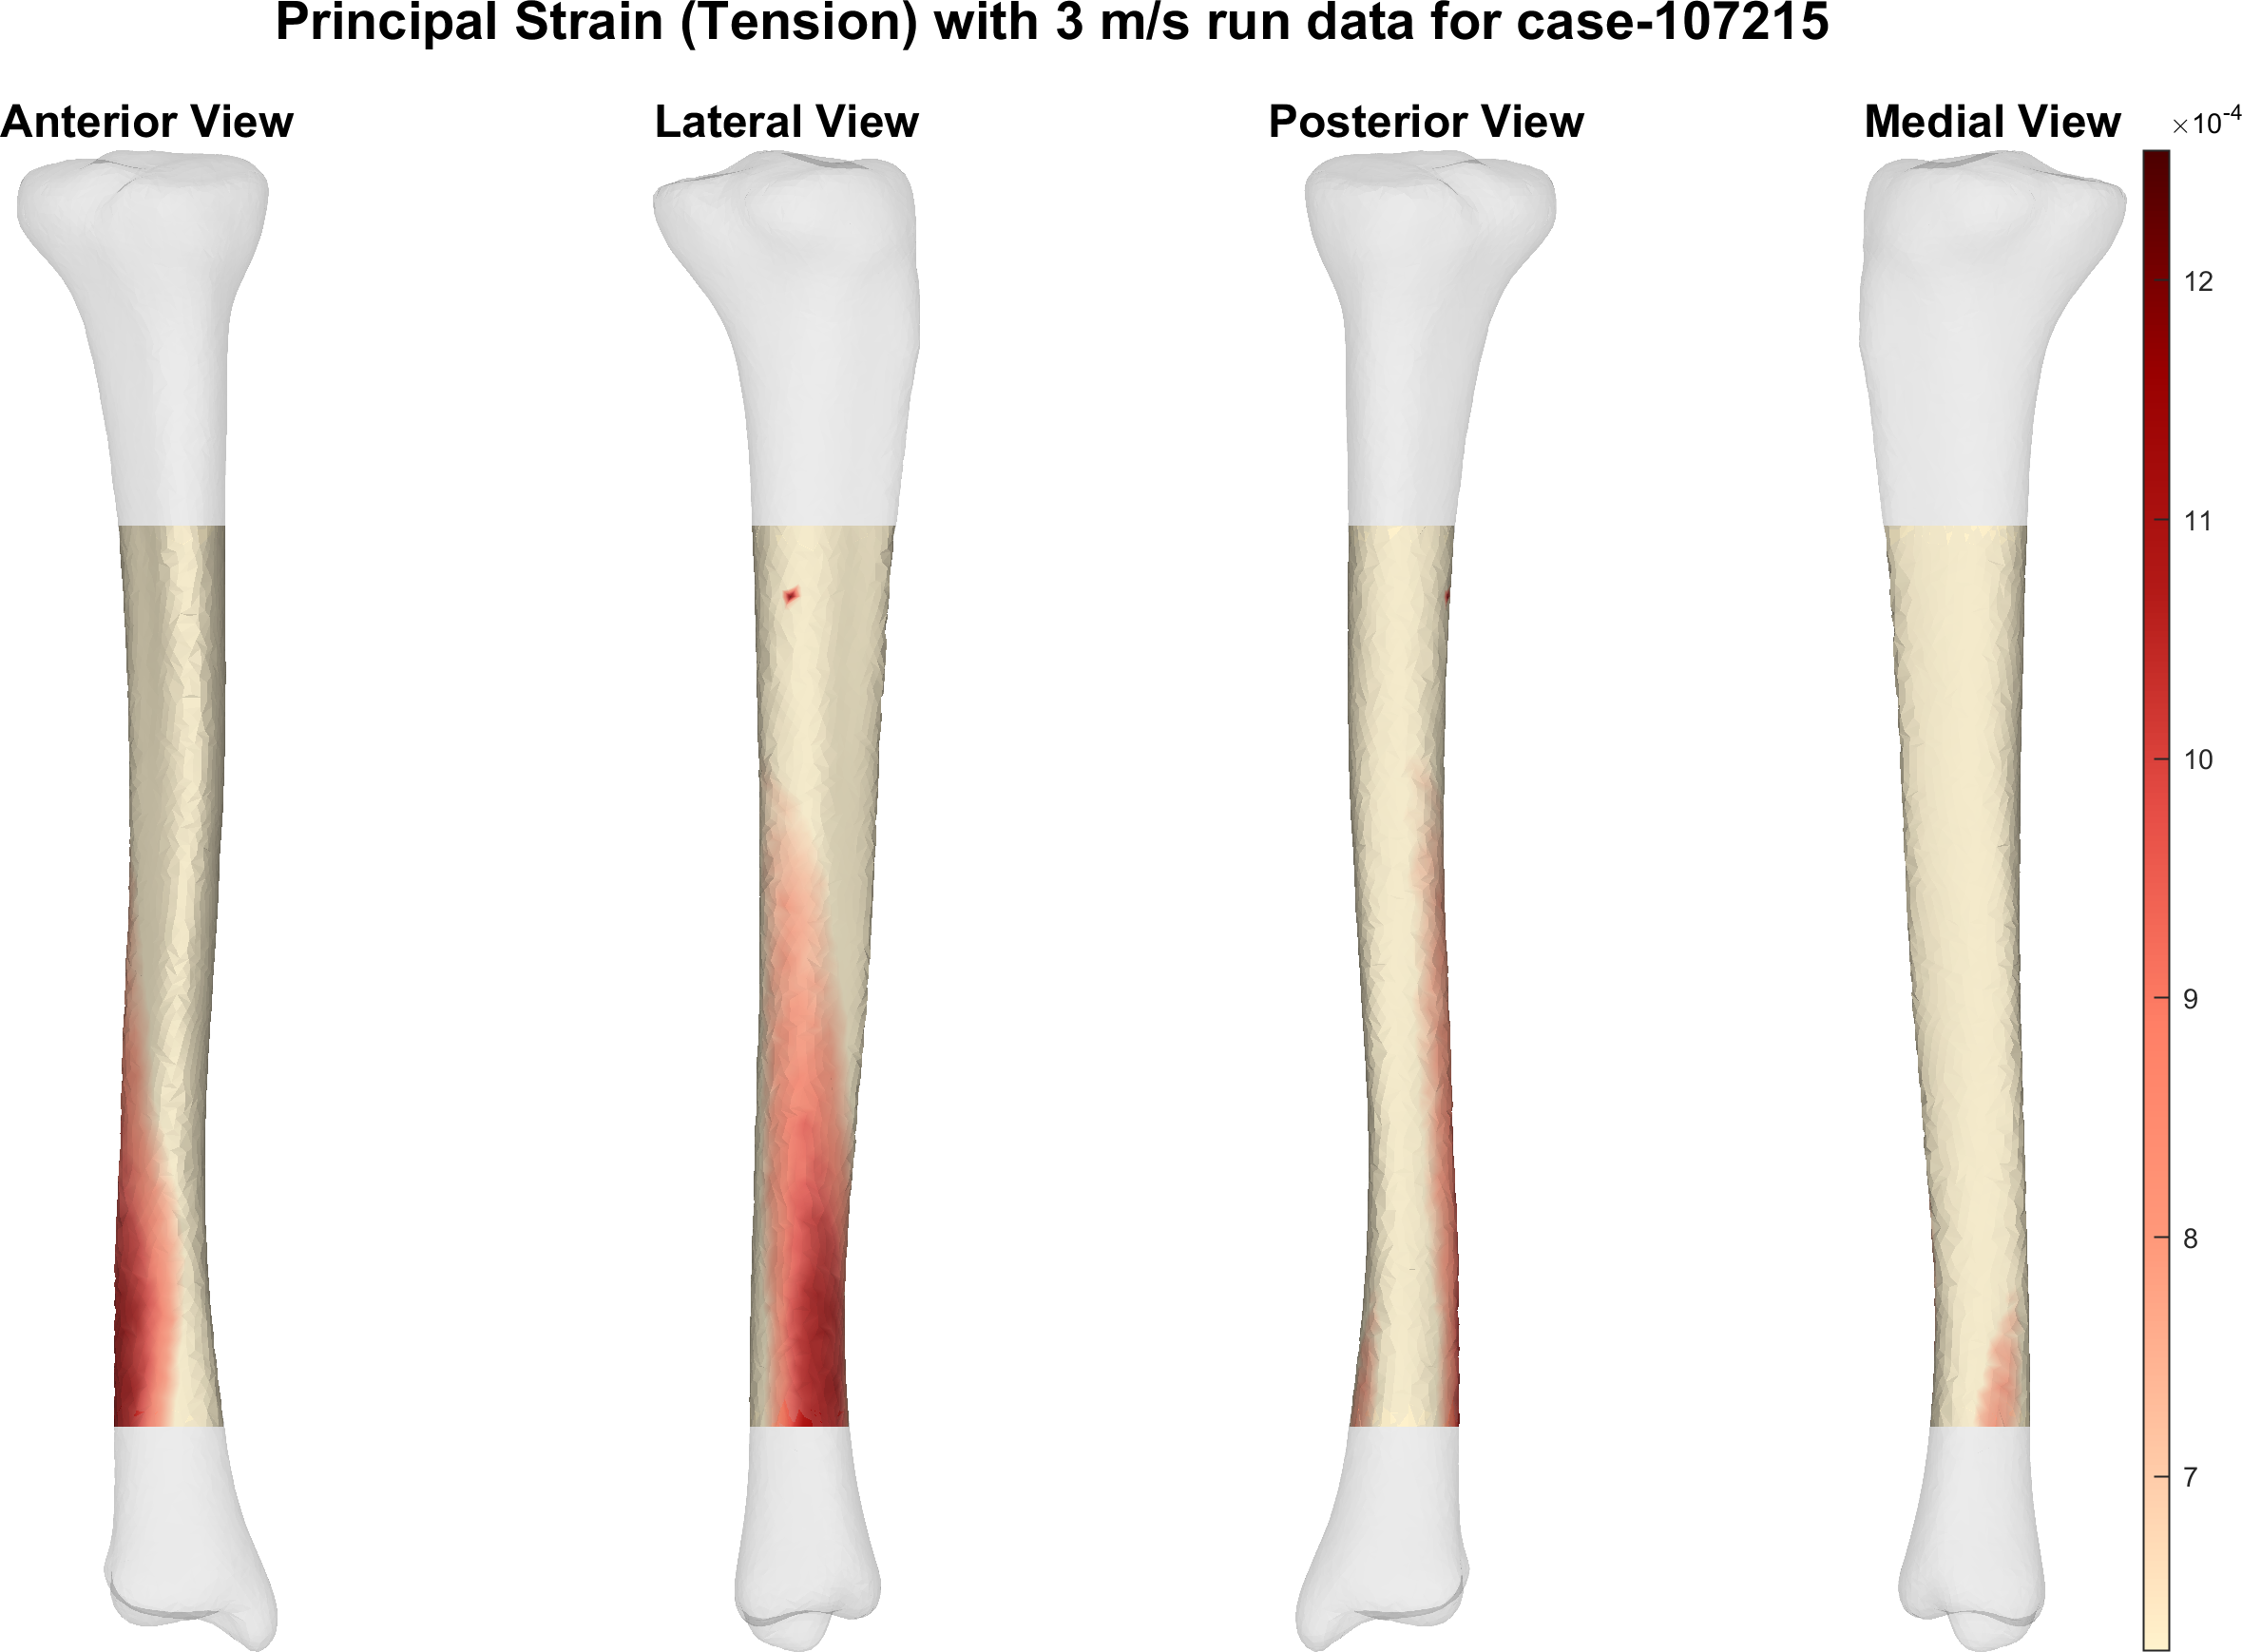 Principal Strain (Tension) with 3 m/s run data for case-107215
Anterior View
Lateral View
Posterior View
Medial View
×10-4
12
11
10
9
8
7